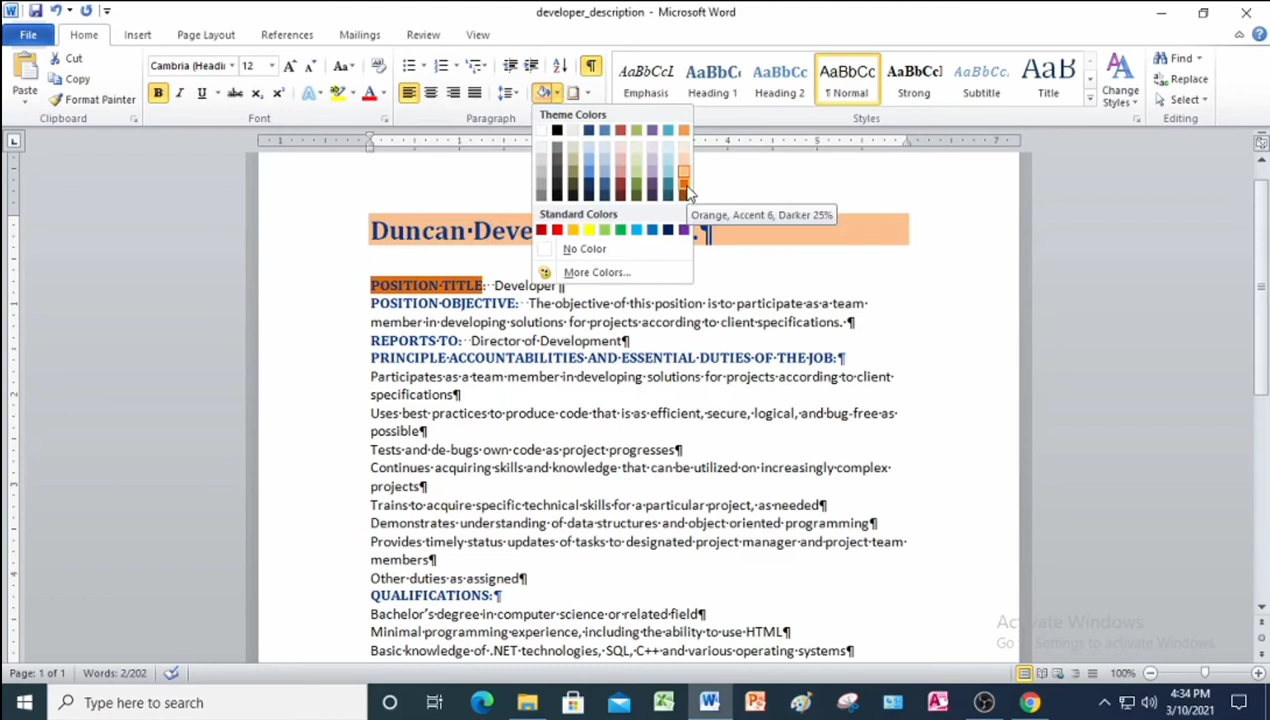 developer_description - Microsoft Word
File Home Insert Page Layout References Mailings Review View
Paste
Cut
Copy
Format Painter
Clipboard
Cambria (Headi 12
B I U abc
Font
Paragraph
AaBbCcI AaBbCc AaBbCc AaBbCc AaBbCc] AaBbCc. AaB
Emphasis Heading 1 Heading 2 ¶ Normal Strong Subtitle Title
Change
Styles
Styles
Find
Replace
Select
Editing
Theme Colors
Standard Colors
No Color
More Colors...
Orange, Accent 6, Darker 25%
Duncan·Deve .¶
POSITION·TITLE:··Developer¶
POSITION·OBJECTIVE:··The·objective·of·this·position·is·to·participate·as·a·team·
member·in·developing·solutions·for·projects·according·to·client·specifications.·¶
REPORTS·TO:··Director·of·Development¶
PRINCIPLE·ACCOUNTABILITIES·AND·ESSENTIAL·DUTIES·OF·THE·JOB:¶
Participates·as·a·team·member·in·developing·solutions·for·projects·according·to·client·
specifications¶
Uses·best·practices·to·produce·code·that·is·as·efficient,·secure,·logical,·and·bug-free·as·
possible¶
Tests·and·de-bugs·own·code·as·project·progresses¶
Continues·acquiring·skills·and·knowledge·that·can·be·utilized·on·increasingly·complex·
projects¶
Trains·to·acquire·specific·technical·skills·for·a·particular·project,·as·needed¶
Demonstrates·understanding·of·data·structures·and·object·oriented·programming¶
Provides·timely·status·updates·of·tasks·to·designated·project·manager·and·project·team·
members¶
Other·duties·as·assigned¶
QUALIFICATIONS:¶
Bachelor's·degree·in·computer·science·or·related·field¶
Minimal·programming·experience,·including·the·ability·to·use·HTML¶
Basic·knowledge·of·.NET·technologies,·SQL,·C++·and·various·operating·systems¶
Activate Windows
Go to Settings to activate Windows.
Page: 1 of 1 Words: 2/202 100%
Type here to search
4:34 PM
3/10/2021